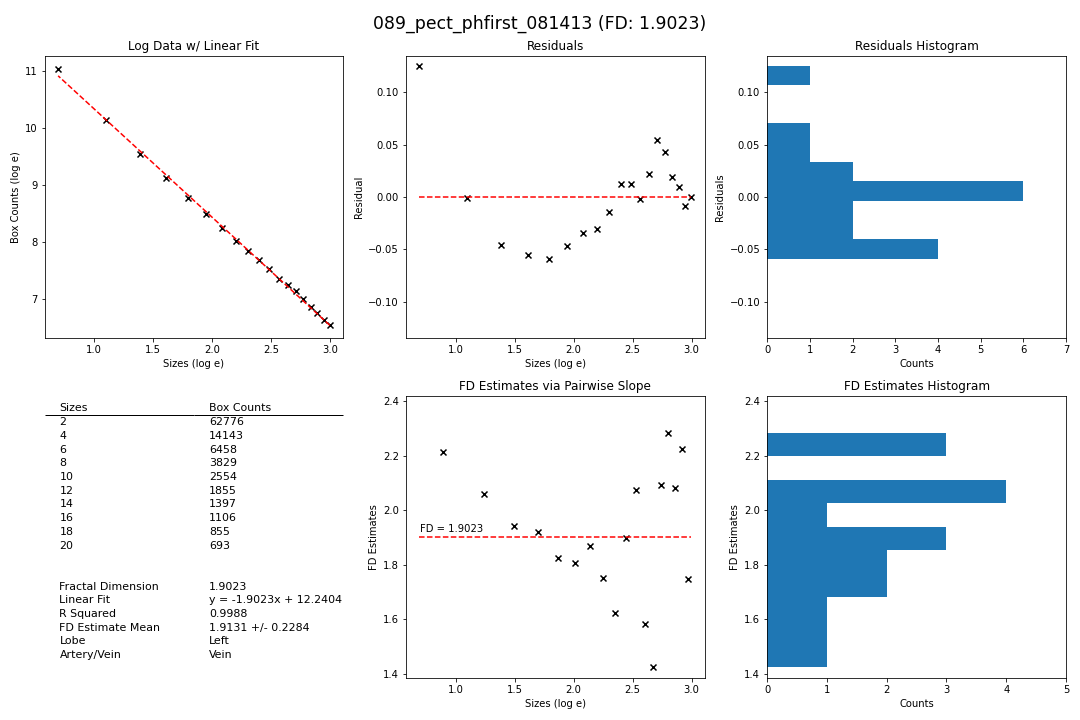 089_pect_phfirst_081413 (FD: 1.9023)
Log Data w/ Linear Fit
Box Counts (log e)
11
10
9
8
7
1.0 1.5 2.0 2.5 3.0
Sizes (log e)
Residuals
Residual
0.10
0.05
0.00
−0.05
−0.10
1.0 1.5 2.0 2.5 3.0
Sizes (log e)
Residuals Histogram
Residuals
0.10
0.05
0.00
−0.05
−0.10
0 1 2 3 4 5 6 7
Counts
Sizes Box Counts
2 62776
4 14143
6 6458
8 3829
10 2554
12 1855
14 1397
16 1106
18 855
20 693
Fractal Dimension 1.9023
Linear Fit y = -1.9023x + 12.2404
R Squared 0.9988
FD Estimate Mean 1.9131 +/- 0.2284
Lobe Left
Artery/Vein Vein
FD Estimates via Pairwise Slope
FD Estimates
2.4
2.2
2.0
1.8
1.6
1.4
FD = 1.9023
1.0 1.5 2.0 2.5 3.0
Sizes (log e)
FD Estimates Histogram
FD Estimates
2.4
2.2
2.0
1.8
1.6
1.4
0 1 2 3 4 5
Counts